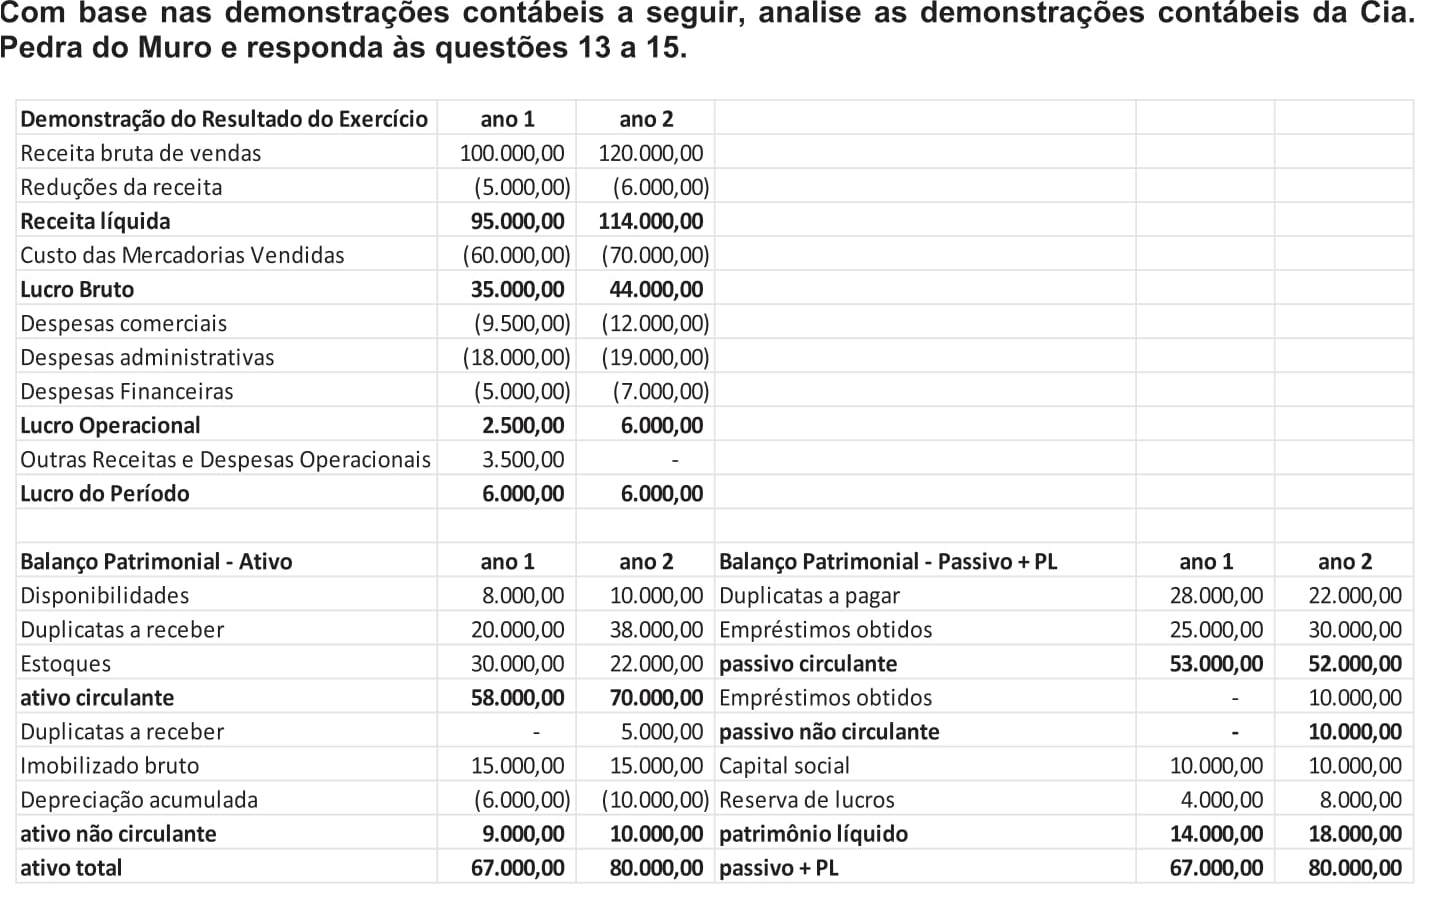 Com base nas demonstrações contábeis a seguir, analise as demonstrações contábeis da Cia.
Pedra do Muro e responda às questões 13 a 15.
Demonstração do Resultado do Exercício ano 1 ano 2
Receita bruta de vendas 100.000,00 120.000,00
Reduções da receita (5.000,00) (6.000,00)
Receita líquida 95.000,00 114.000,00
Custo das Mercadorias Vendidas (60.000,00) (70.000,00)
Lucro Bruto 35.000,00 44.000,00
Despesas comerciais (9.500,00) (12.000,00)
Despesas administrativas (18.000,00) (19.000,00)
Despesas Financeiras (5.000,00) (7.000,00)
Lucro Operacional 2.500,00 6.000,00
Outras Receitas e Despesas Operacionais 3.500,00 -
Lucro do Período 6.000,00 6.000,00
Balanço Patrimonial - Ativo ano 1 ano 2 Balanço Patrimonial - Passivo + PL ano 1 ano 2
Disponibilidades 8.000,00 10.000,00 Duplicatas a pagar 28.000,00 22.000,00
Duplicatas a receber 20.000,00 38.000,00 Empréstimos obtidos 25.000,00 30.000,00
Estoques 30.000,00 22.000,00 passivo circulante 53.000,00 52.000,00
ativo circulante 58.000,00 70.000,00 Empréstimos obtidos - 10.000,00
Duplicatas a receber - 5.000,00 passivo não circulante - 10.000,00
Imobilizado bruto 15.000,00 15.000,00 Capital social 10.000,00 10.000,00
Depreciação acumulada (6.000,00) (10.000,00) Reserva de lucros 4.000,00 8.000,00
ativo não circulante 9.000,00 10.000,00 patrimônio líquido 14.000,00 18.000,00
ativo total 67.000,00 80.000,00 passivo + PL 67.000,00 80.000,00